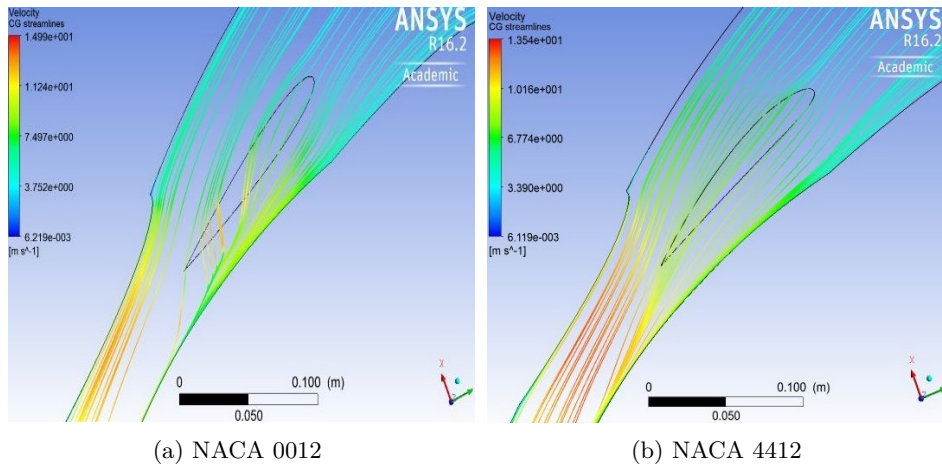 Velocity
CG streamlines
1.499e+001
1.124e+001
7.497e+000
3.752e+000
6.219e-003
[m s^-1]
ANSYS
R16.2
Academic
0 0.100 (m)
0.050
X
(a) NACA 0012
Velocity
CG streamlines
1.354e+001
1.016e+001
6.774e+000
3.390e+000
6.119e-003
[m s^-1]
ANSYS
R16.2
Academic
0 0.100 (m)
0.050
X
(b) NACA 4412